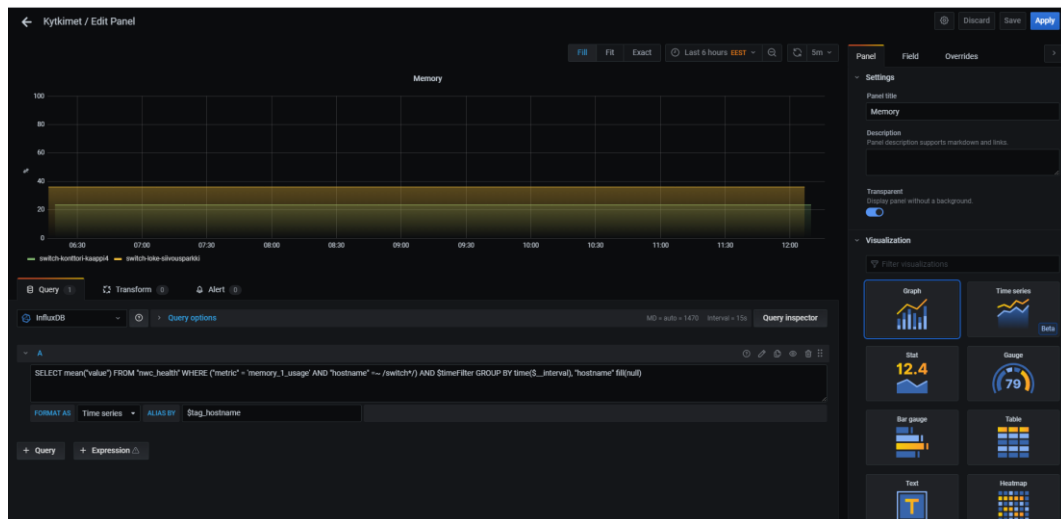 Kytkimet / Edit Panel
Discard Save Apply
Fill Fit Exact Last 6 hours EEST 5m
Panel Field Overrides
Memory
100
80
60
40
20
0
%
06:30 07:00 07:30 08:00 08:30 09:00 09:30 10:00 10:30 11:00 11:30 12:00
switch-konttori-kaappi4 switch-loke-siivousparkki
Query 1 Transform 0 Alert 0
InfluxDB Query options MD = auto = 1470 Interval = 15s Query inspector
A
SELECT mean("value") FROM "nwc_health" WHERE ("metric" = 'memory_1_usage' AND "hostname" =~ /switch*/) AND $timeFilter GROUP BY time($__interval), "hostname" fill(null)
FORMAT AS Time series ALIAS BY $tag_hostname
+ Query + Expression
Settings
Panel title
Memory
Description
Panel description supports markdown and links.
Transparent
Display panel without a background.
Visualization
Filter visualizations
Graph Time series
Beta
Stat Gauge
12.4 79
Bar gauge Table
Text Heatmap
T